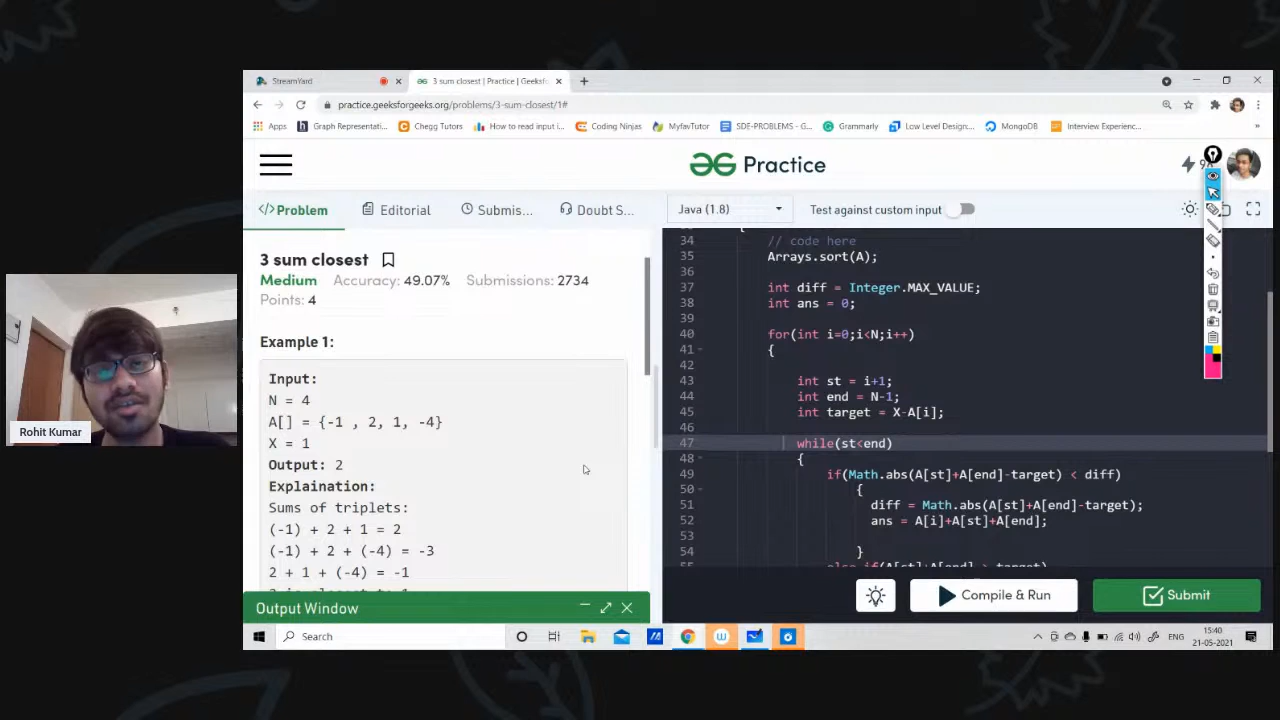 StreamYard
3 sum closest | Practice | Geeksf
practice.geeksforgeeks.org/problems/3-sum-closest/1#
Apps
Graph Representati...
Chegg Tutors
How to read input i...
Coding Ninjas
MyfavTutor
SDE-PROBLEMS - G...
Grammarly
Low Level Design:...
MongoDB
Interview Experienc...
Practice
</>Problem
Editorial
Submis...
Doubt S...
Java (1.8)
Test against custom input
3 sum closest
Medium Accuracy: 49.07% Submissions: 2734
Points: 4
Example 1:
Input:
N = 4
A[] = {-1 , 2, 1, -4}
X = 1
Output: 2
Explaination:
Sums of triplets:
(-1) + 2 + 1 = 2
(-1) + 2 + (-4) = -3
2 + 1 + (-4) = -1
Output Window
34 // code here
35 Arrays.sort(A);
36
37 int diff = Integer.MAX_VALUE;
38 int ans = 0;
39
40 for(int i=0;i<N;i++)
41 {
42
43 int st = i+1;
44 int end = N-1;
45 int target = X-A[i];
46
47 while(st<end)
48 {
49 if(Math.abs(A[st]+A[end]-target) < diff)
50 {
51 diff = Math.abs(A[st]+A[end]-target);
52 ans = A[i]+A[st]+A[end];
53
54 }
55 else if(A[st]+A[end] > target)
Compile & Run
Submit
Rohit Kumar
Search
ENG
15:40
21-05-2021